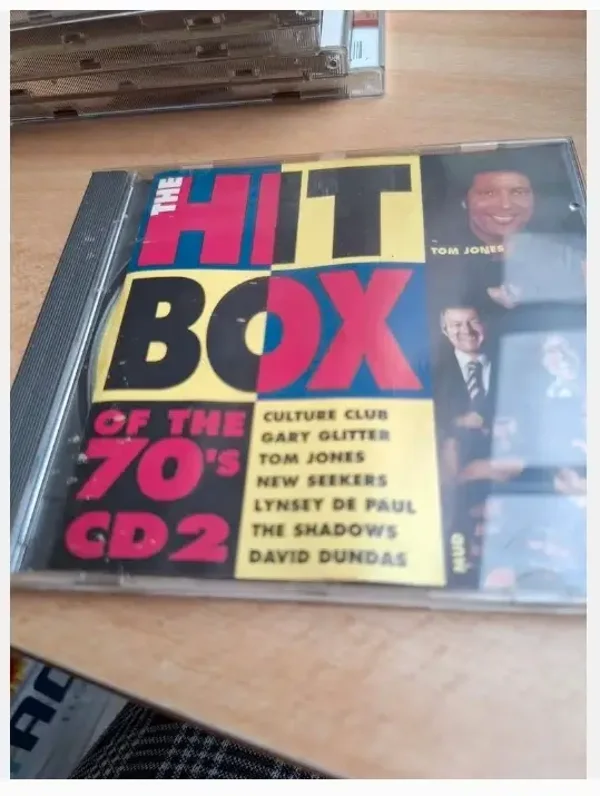 THE
HIT
BOX
OF THE
70's
CD2
CULTURE CLUB
GARY GLITTER
TOM JONES
NEW SEEKERS
LYNSEY DE PAUL
THE SHADOWS
DAVID DUNDAS
TOM JONES
MUD